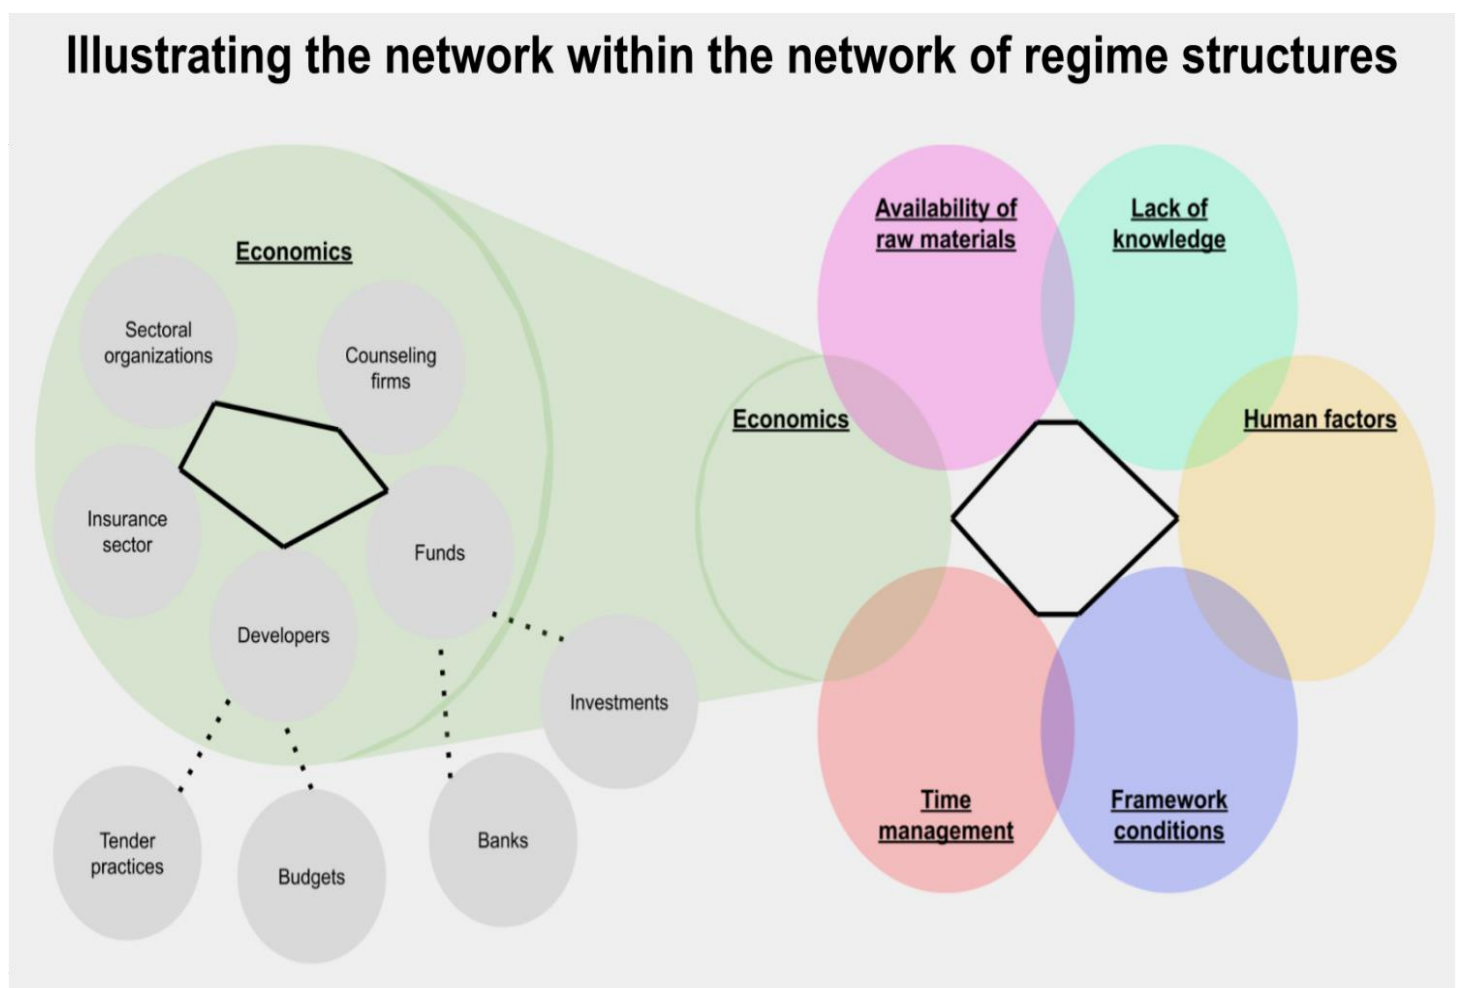 Illustrating the network within the network of regime structures
Economics
Sectoral
organizations
Counseling
firms
Insurance
sector
Funds
Developers
Investments
Tender
practices
Budgets
Banks
Availability of
raw materials
Lack of
knowledge
Economics
Human factors
Time
management
Framework
conditions